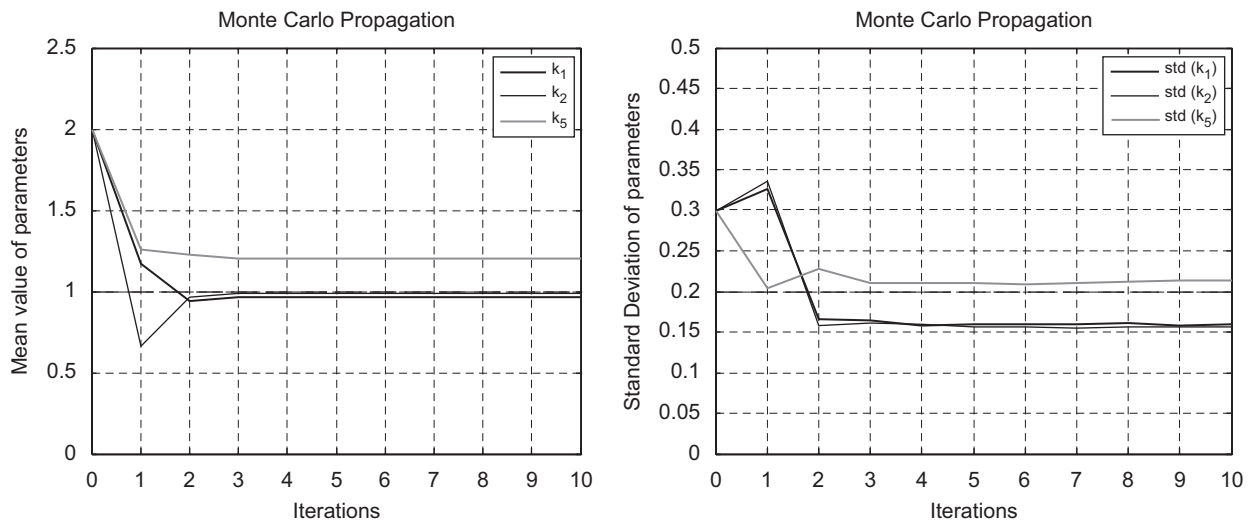 Monte Carlo Propagation
2.5
2
1.5
1
0.5
0
Mean value of parameters
k1
k2
k5
0 1 2 3 4 5 6 7 8 9 10
Iterations
Monte Carlo Propagation
0.5
0.45
0.4
0.35
0.3
0.25
0.2
0.15
0.1
0.05
0
Standard Deviation of parameters
std (k1)
std (k2)
std (k5)
0 1 2 3 4 5 6 7 8 9 10
Iterations